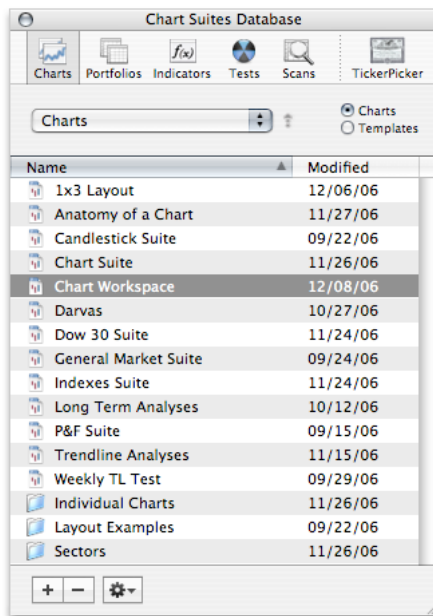 Chart Suites Database
Charts Portfolios Indicators Tests Scans TickerPicker
f(x)
Charts
Charts
Templates
Name Modified
1x3 Layout 12/06/06
Anatomy of a Chart 11/27/06
Candlestick Suite 09/22/06
Chart Suite 11/26/06
Chart Workspace 12/08/06
Darvas 10/27/06
Dow 30 Suite 11/24/06
General Market Suite 09/24/06
Indexes Suite 11/24/06
Long Term Analyses 10/12/06
P&F Suite 09/15/06
Trendline Analyses 11/15/06
Weekly TL Test 09/29/06
Individual Charts 11/26/06
Layout Examples 09/22/06
Sectors 11/26/06